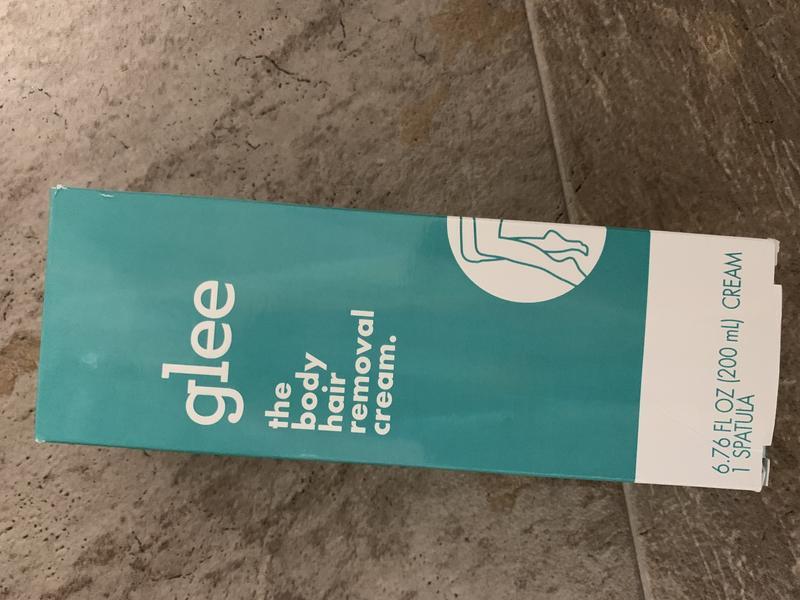 glee
the
body
hair
removal
cream.
6.76 FL OZ (200 mL) CREAM
1 SPATULA